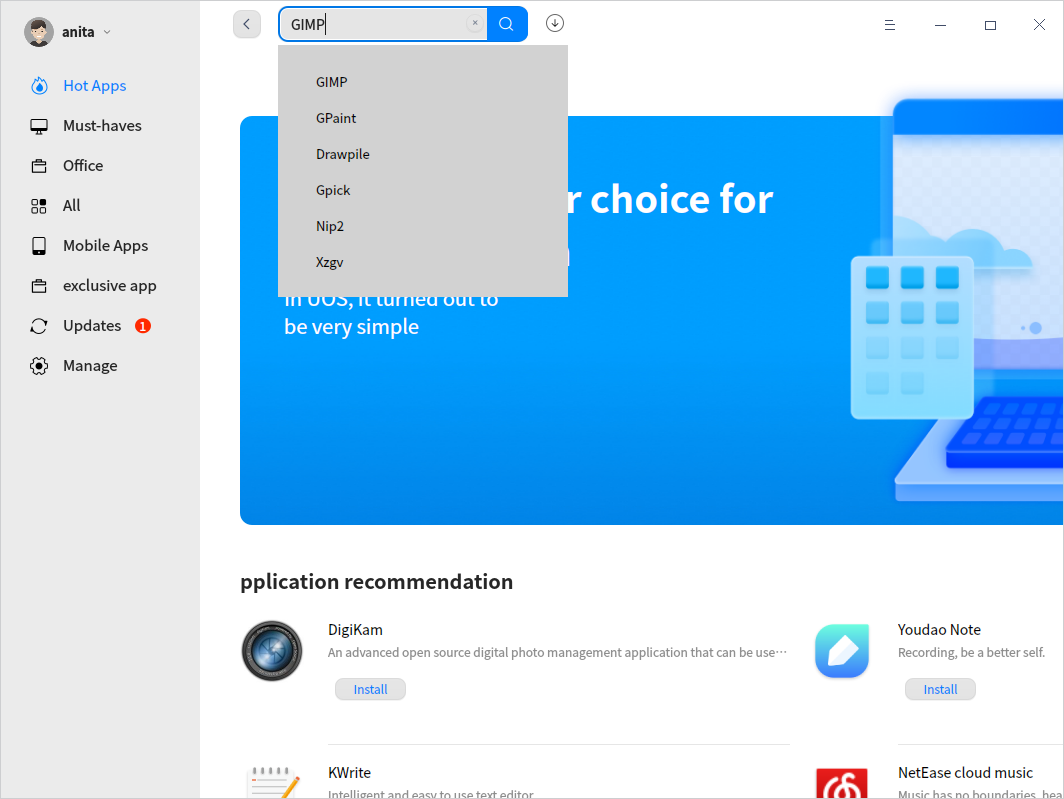 anita
GIMP
Hot Apps
Must-haves
Office
All
Mobile Apps
exclusive app
Updates 1
Manage
GIMP
GPaint
Drawpile
Gpick
Nip2
Xzgv
r choice for
In UOS, it turned out to
be very simple
pplication recommendation
DigiKam
An advanced open source digital photo management application that can be use···
Install
Youdao Note
Recording, be a better self.
Install
KWrite
Intelligent and easy to use text editor
NetEase cloud music
Music has no boundaries, hea